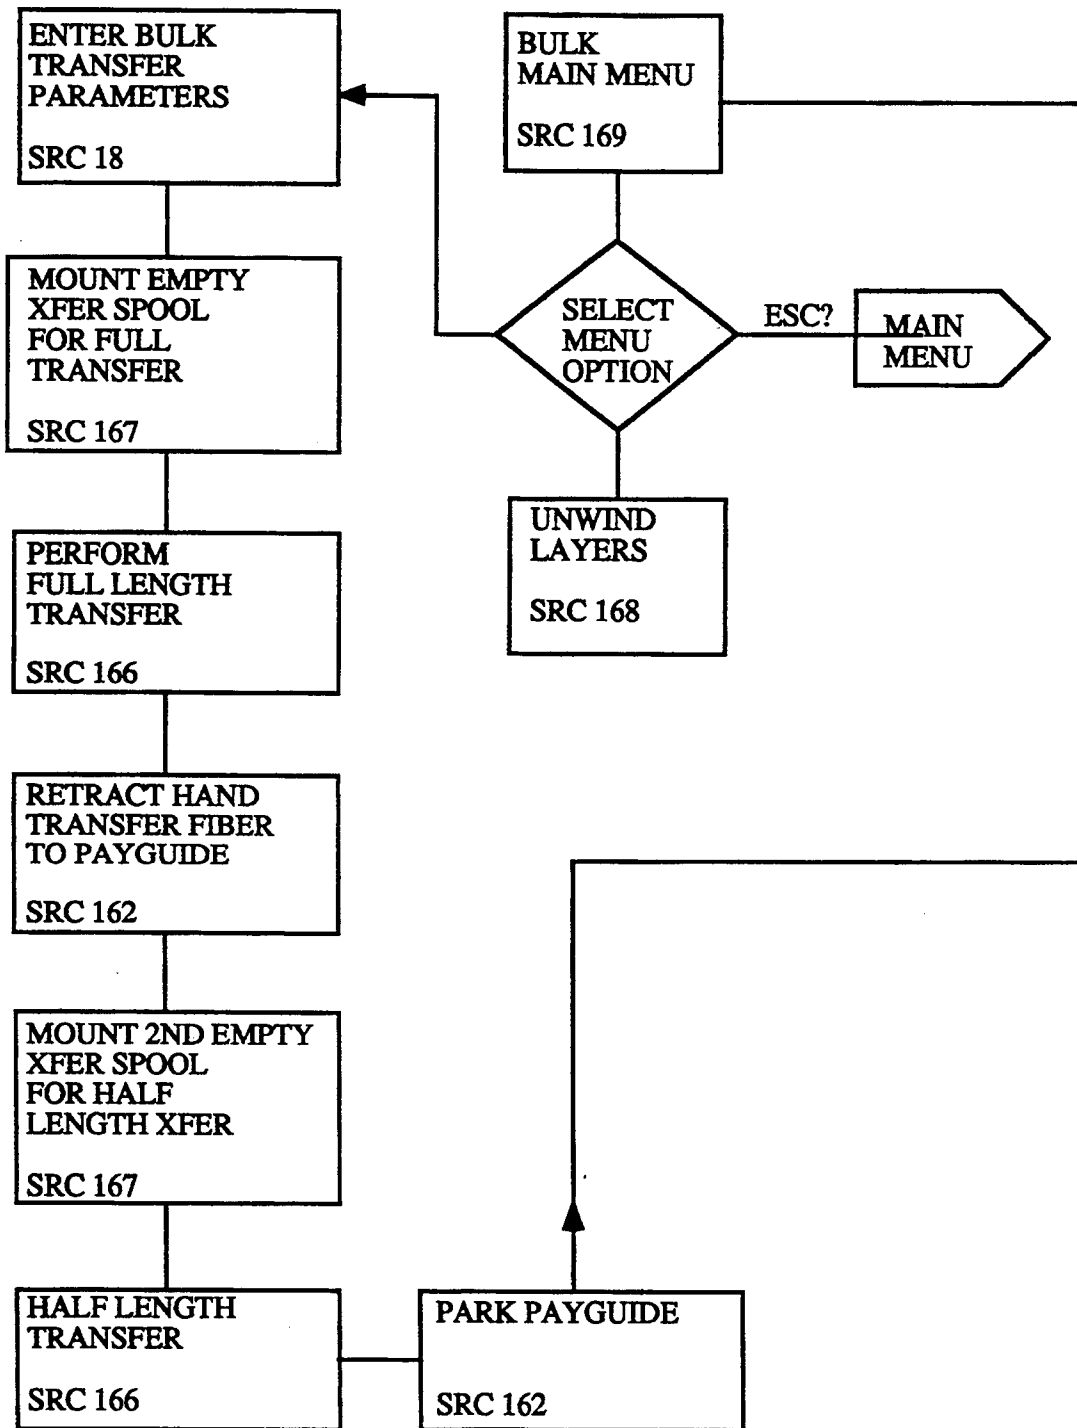 ENTER BULK
TRANSFER
PARAMETERS
SRC 18
MOUNT EMPTY
XFER SPOOL
FOR FULL
TRANSFER
SRC 167
PERFORM
FULL LENGTH
TRANSFER
SRC 166
RETRACT HAND
TRANSFER FIBER
TO PAYGUIDE
SRC 162
MOUNT 2ND EMPTY
XFER SPOOL
FOR HALF
LENGTH XFER
SRC 167
HALF LENGTH
TRANSFER
SRC 166
PARK PAYGUIDE
SRC 162
BULK
MAIN MENU
SRC 169
SELECT
MENU
OPTION
ESC?
MAIN
MENU
UNWIND
LAYERS
SRC 168